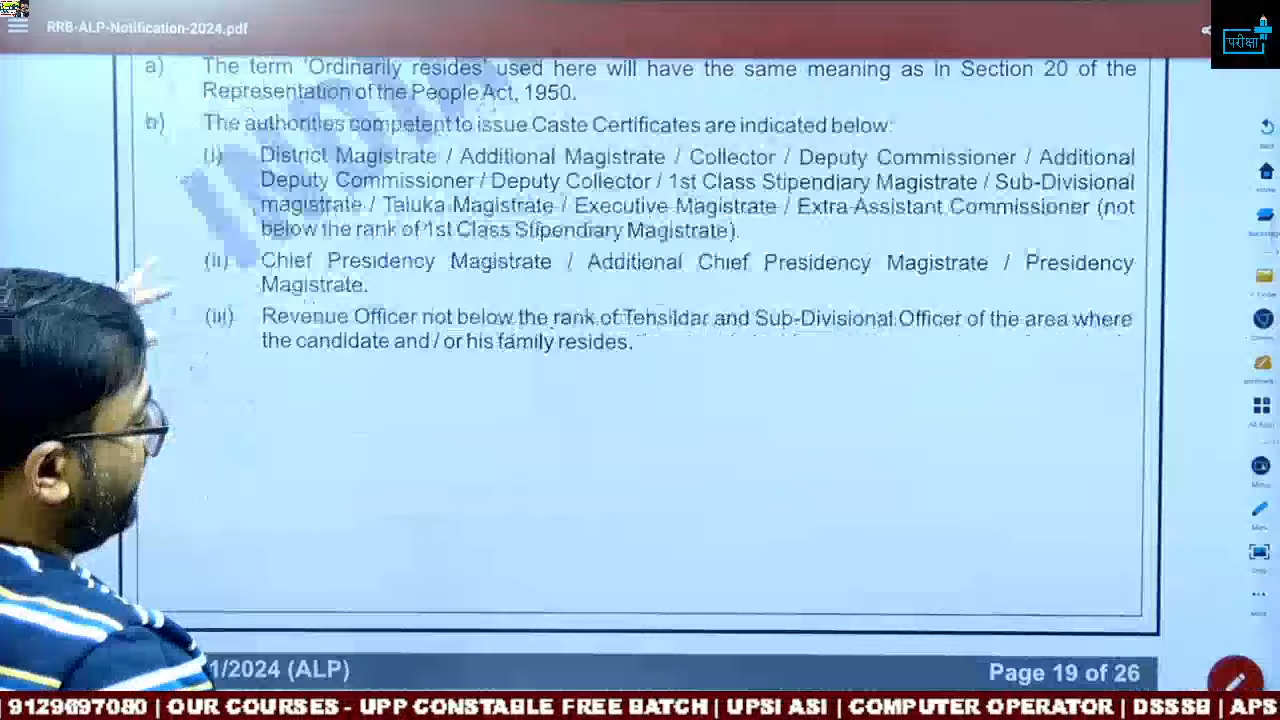 RRB-ALP-Notification-2024.pdf
परीक्षा
a) The term 'Ordinarily resides' used here will have the same meaning as in Section 20 of the
Representation of the People Act, 1950.
b) The authorities competent to issue Caste Certificates are indicated below:
(i) District Magistrate / Additional Magistrate / Collector / Deputy Commissioner / Additional
Deputy Commissioner / Deputy Collector / 1st Class Stipendiary Magistrate / Sub-Divisional
magistrate / Taluka Magistrate / Executive Magistrate / Extra Assistant Commissioner (not
below the rank of 1st Class Stipendiary Magistrate).
(ii) Chief Presidency Magistrate / Additional Chief Presidency Magistrate / Presidency
Magistrate.
(iii) Revenue Officer not below the rank of Tehsildar and Sub-Divisional Officer of the area where
the candidate and / or his family resides.
1/2024 (ALP)
Page 19 of 26
| 9129697080 | OUR COURSES - UPP CONSTABLE FREE BATCH | UPSI ASI | COMPUTER OPERATOR | DSSSB | APS